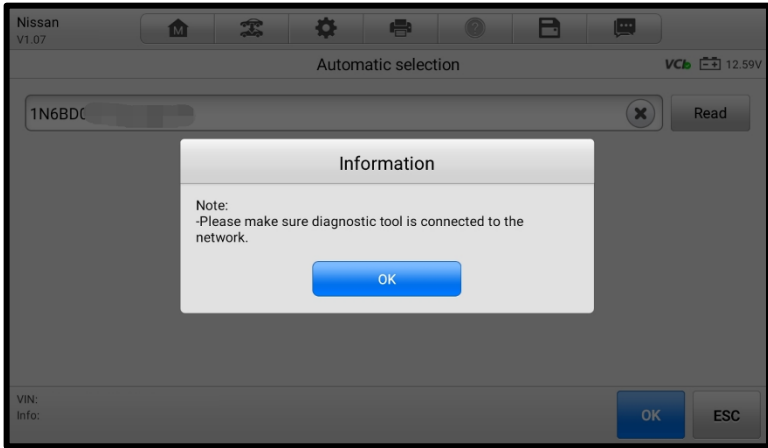 Nissan
V1.07
M
Automatic selection
VCI 12.59V
1N6BD
Read
Information
Note:
-Please make sure diagnostic tool is connected to the
network.
OK
VIN:
Info:
OK
ESC